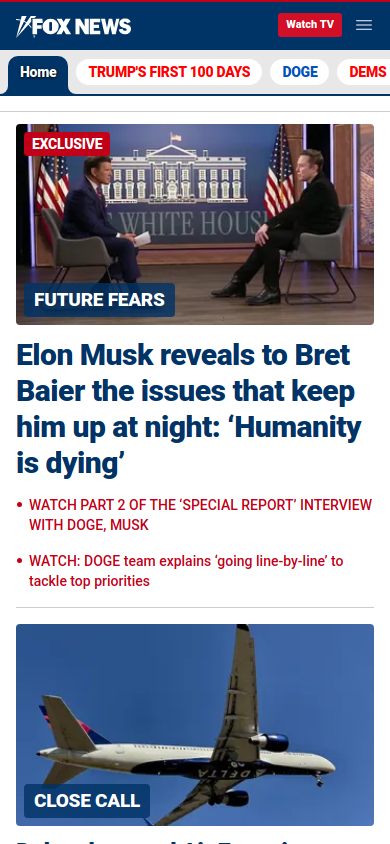 FOX NEWS
Watch TV
Home
TRUMP'S FIRST 100 DAYS
DOGE
DEMS
EXCLUSIVE
THE WHITE HOUSE
FUTURE FEARS
Elon Musk reveals to Bret
Baier the issues that keep
him up at night: ‘Humanity
is dying’
• WATCH PART 2 OF THE ‘SPECIAL REPORT’ INTERVIEW
WITH DOGE, MUSK
• WATCH: DOGE team explains ‘going line-by-line’ to
tackle top priorities
DELTA
CLOSE CALL